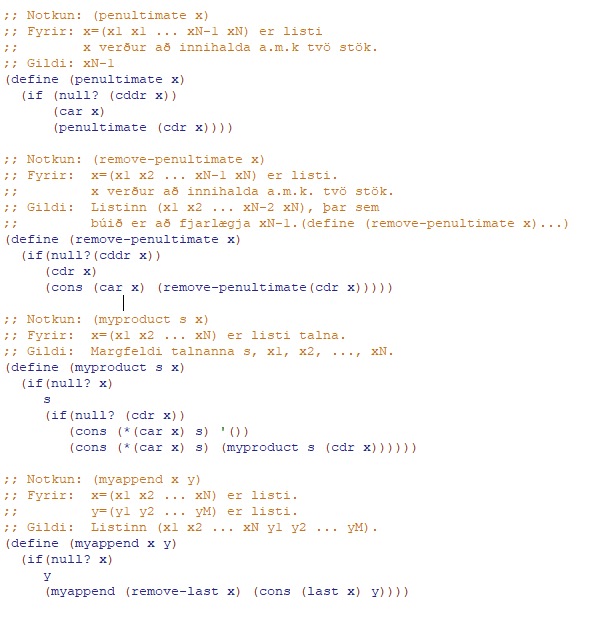 ;; Notkun: (penultimate x)
;; Fyrir: x=(x1 x1 ... xN-1 xN) er listi
;;        x verður að innihalda a.m.k tvö stök.
;; Gildi: xN-1
(define (penultimate x)
  (if (null? (cddr x))
      (car x)
      (penultimate (cdr x))))

;; Notkun: (remove-penultimate x)
;; Fyrir:  x=(x1 x2 ... xN-1 xN) er listi.
;;         x verður að innihalda a.m.k. tvö stök.
;; Gildi:  Listinn (x1 x2 ... xN-2 xN), þar sem
;;         búið er að fjarlægja xN-1.(define (remove-penultimate x)...)
(define (remove-penultimate x)
  (if(null?(cddr x))
     (cdr x)
     (cons (car x) (remove-penultimate(cdr x)))))

;; Notkun: (myproduct s x)
;; Fyrir:  x=(x1 x2 ... xN) er listi talna.
;; Gildi:  Margfeldi talnanna s, x1, x2, ..., xN.
(define (myproduct s x)
  (if(null? x)
     s
     (if(null? (cdr x))
        (cons (*(car x) s) '())
        (cons (*(car x) s) (myproduct s (cdr x))))))

;; Notkun: (myappend x y)
;; Fyrir:  x=(x1 x2 ... xN) er listi.
;;         y=(y1 y2 ... yM) er listi.
;; Gildi:  Listinn (x1 x2 ... xN y1 y2 ... yM).
(define (myappend x y)
  (if(null? x)
     y
     (myappend (remove-last x) (cons (last x) y))))